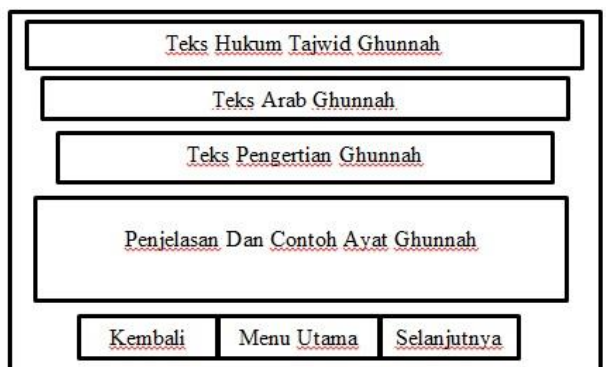 Teks Hukum Tajwid Ghunnah
Teks Arab Ghunnah
Teks Pengertian Ghunnah
Penjelasan Dan Contoh Ayat Ghunnah
Kembali Menu Utama Selanjutnya